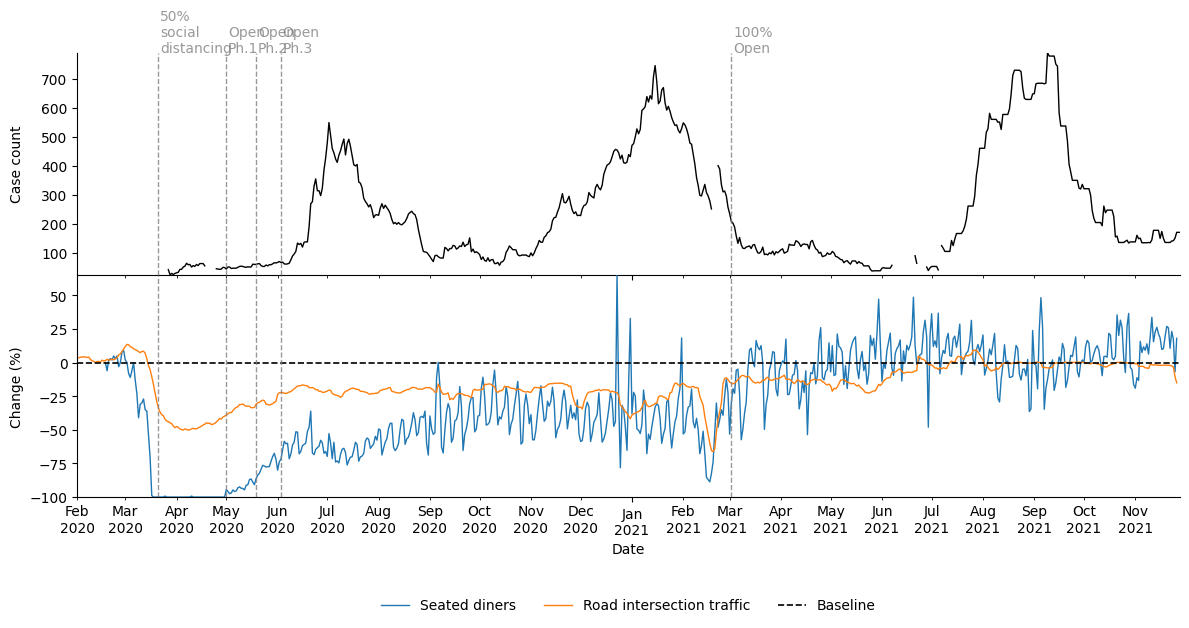 50%
social
distancing
Open
Ph.1
Open
Ph.2
Open
Ph.3
100%
Open
700
600
500
400
300
200
100
Case count
50
25
0
−25
−50
−75
−100
Change (%)
Feb Mar Apr May Jun Jul Aug Sep Oct Nov Dec Jan Feb Mar Apr May Jun Jul Aug Sep Oct Nov
2020 2020 2020 2020 2020 2020 2020 2020 2020 2020 2020 2021 2021 2021 2021 2021 2021 2021 2021 2021 2021 2021
Date
Seated diners Road intersection traffic Baseline